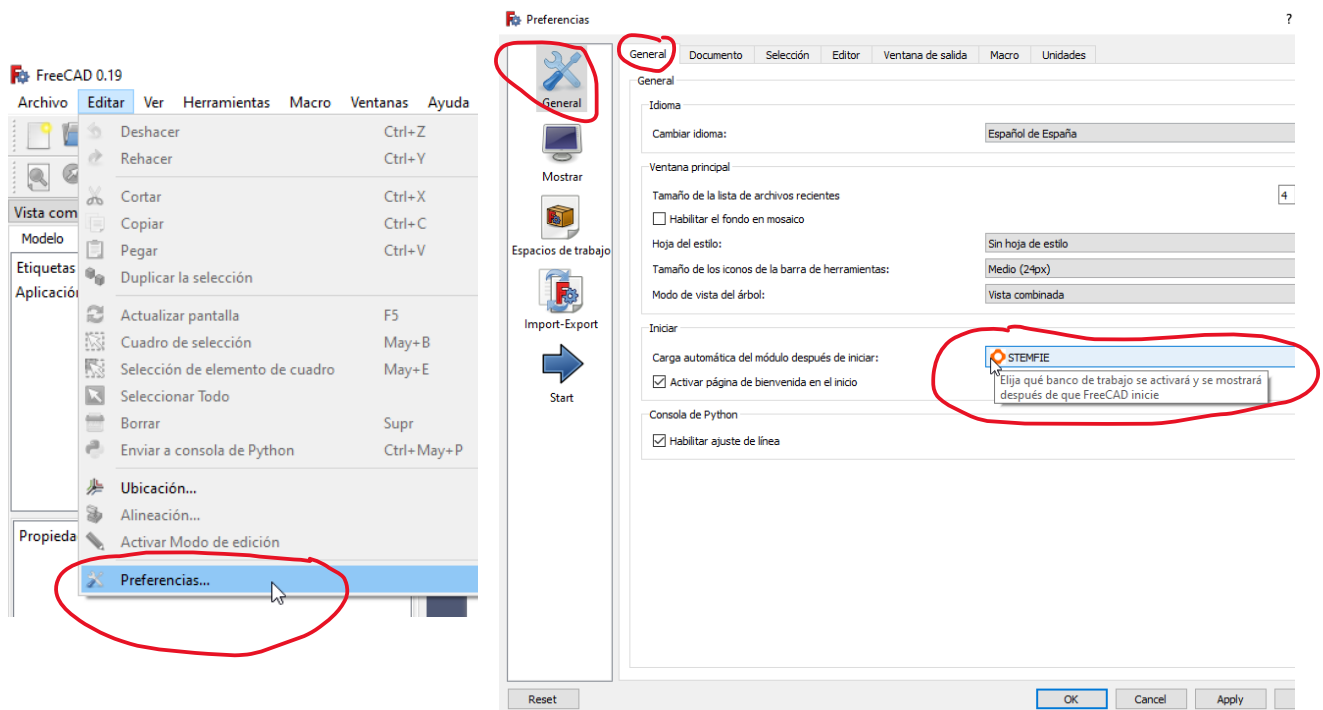 FreeCAD 0.19
Archivo Editar Ver Herramientas Macro Ventanas Ayuda
Deshacer Ctrl+Z
Rehacer Ctrl+Y
Cortar Ctrl+X
Copiar Ctrl+C
Pegar Ctrl+V
Duplicar la selección
Actualizar pantalla F5
Cuadro de selección May+B
Selección de elemento de cuadro May+E
Seleccionar Todo
Borrar Supr
Enviar a consola de Python Ctrl+May+P
Ubicación...
Alineación...
Activar Modo de edición
Preferencias...
Vista com
Modelo
Etiquetas
Aplicación
Propieda
Preferencias ?
General
Mostrar
Espacios de trabajo
Import-Export
Start
General Documento Selección Editor Ventana de salida Macro Unidades
General
Idioma
Cambiar idioma: Español de España
Ventana principal
Tamaño de la lista de archivos recientes 4
Habilitar el fondo en mosaico
Hoja del estilo: Sin hoja de estilo
Tamaño de los iconos de la barra de herramientas: Medio (24px)
Modo de vista del árbol: Vista combinada
Iniciar
Carga automática del módulo después de iniciar: STEMFIE
Elija qué banco de trabajo se activará y se mostrará
después de que FreeCAD inicie
Activar página de bienvenida en el inicio
Consola de Python
Habilitar ajuste de línea
Reset OK Cancel Apply